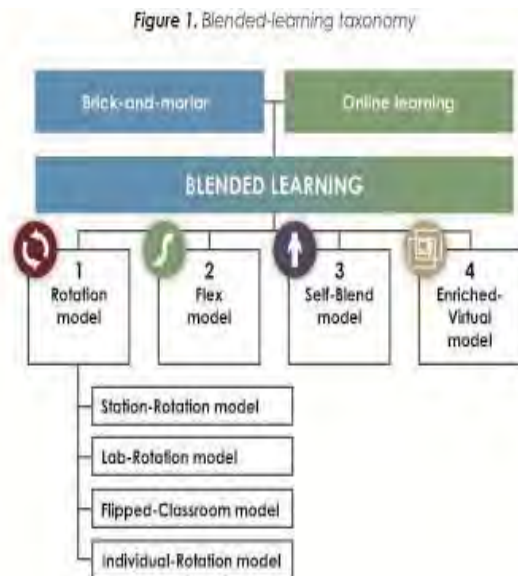 Figure 1. Blended-learning taxonomy
Brick-and-mortar
Online learning
BLENDED LEARNING
1
Rotation
model
2
Flex
model
3
Self-Blend
model
4
Enriched-
Virtual
model
Station-Rotation model
Lab-Rotation model
Flipped-Classroom model
Individual-Rotation model